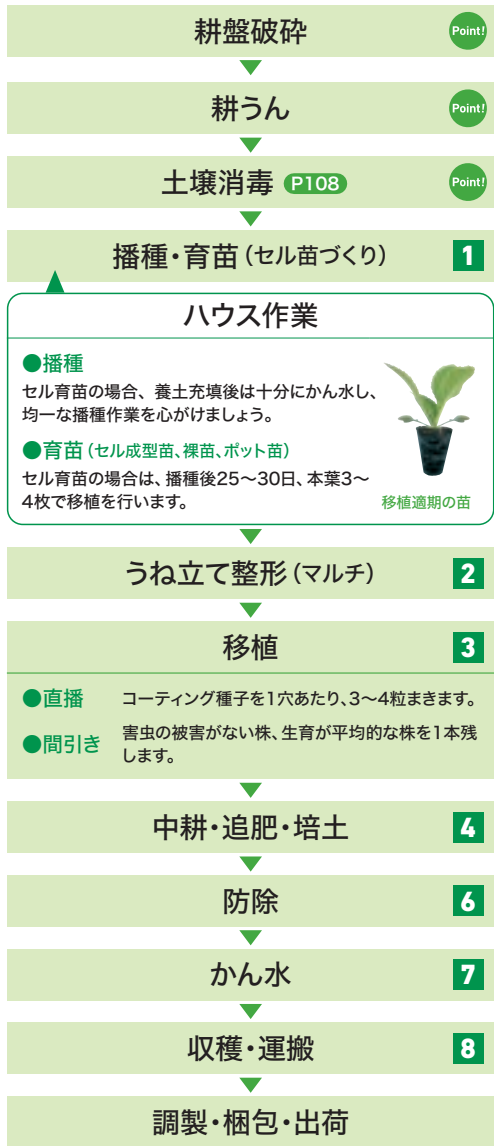 耕盤破砕 Point!
耕うん Point!
土壌消毒 P108 Point!
播種・育苗（セル苗づくり） 1
ハウス作業
●播種
セル育苗の場合、養土充填後は十分にかん水し、
均一な播種作業を心がけましょう。
●育苗（セル成型苗、裸苗、ポット苗）
セル育苗の場合は、播種後25〜30日、本葉3〜
4枚で移植を行います。
移植適期の苗
うね立て整形（マルチ） 2
移植 3
●直播 コーティング種子を1穴あたり、3〜4粒まきます。
●間引き 害虫の被害がない株、生育が平均的な株を1本残
します。
中耕・追肥・培土 4
防除 6
かん水 7
収穫・運搬 8
調製・梱包・出荷